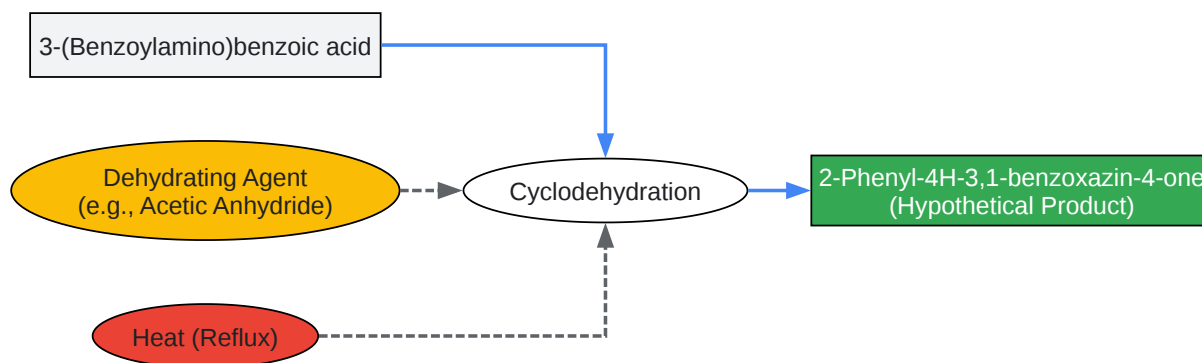 3-(Benzoylamino)benzoic acid
Dehydrating Agent
(e.g., Acetic Anhydride)
Cyclodehydration
2-Phenyl-4H-3,1-benzoxazin-4-one
(Hypothetical Product)
Heat (Reflux)